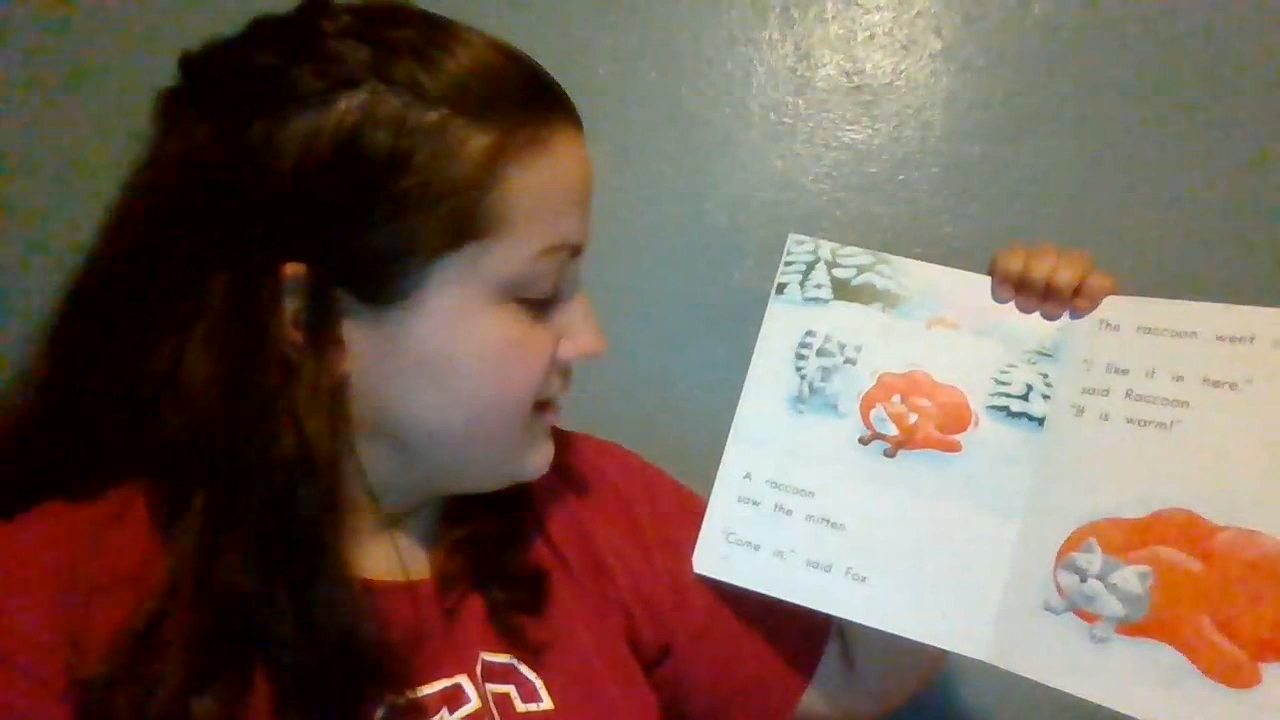 A raccoon
saw the mitten.
"Come in," said Fox.
The raccoon went
"I like it in here,"
said Raccoon.
"It is warm!"